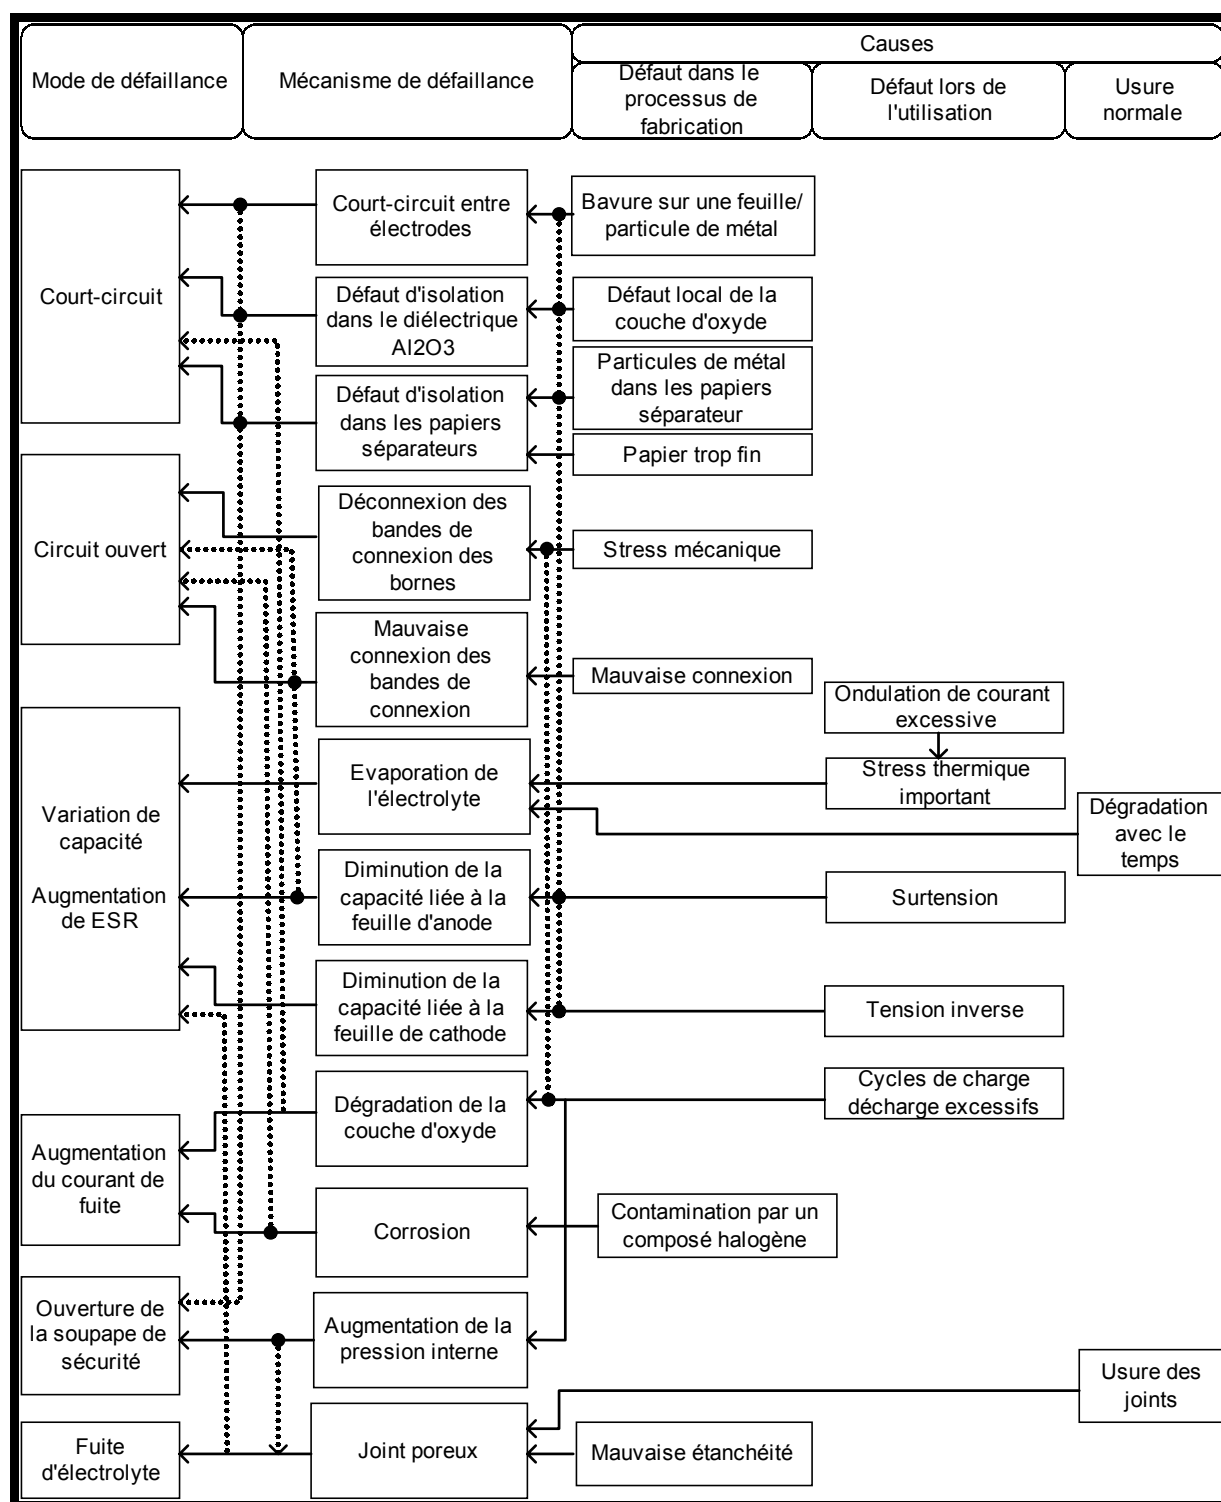 Causes
Mode de défaillance
Mécanisme de défaillance
Défaut dans le
processus de
fabrication
Défaut lors de
l'utilisation
Usure
normale
Court-circuit
Court-circuit entre
électrodes
Bavure sur une feuille/
particule de métal
Défaut d'isolation
dans le diélectrique
Al2O3
Défaut local de la
couche d'oxyde
Défaut d'isolation
dans les papiers
séparateurs
Particules de métal
dans les papiers
séparateur
Papier trop fin
Circuit ouvert
Déconnexion des
bandes de
connexion des
bornes
Stress mécanique
Mauvaise
connexion des
bandes de
connexion
Mauvaise connexion
Ondulation de courant
excessive
Variation de
capacité
Augmentation
de ESR
Evaporation de
l'électrolyte
Stress thermique
important
Dégradation
avec le
temps
Diminution de la
capacité liée à la
feuille d'anode
Surtension
Diminution de la
capacité liée à la
feuille de cathode
Tension inverse
Dégradation de la
couche d'oxyde
Cycles de charge
décharge excessifs
Augmentation
du courant de
fuite
Corrosion
Contamination par un
composé halogène
Ouverture de
la soupape de
sécurité
Augmentation de la
pression interne
Usure des
joints
Fuite
d'électrolyte
Joint poreux
Mauvaise étanchéité